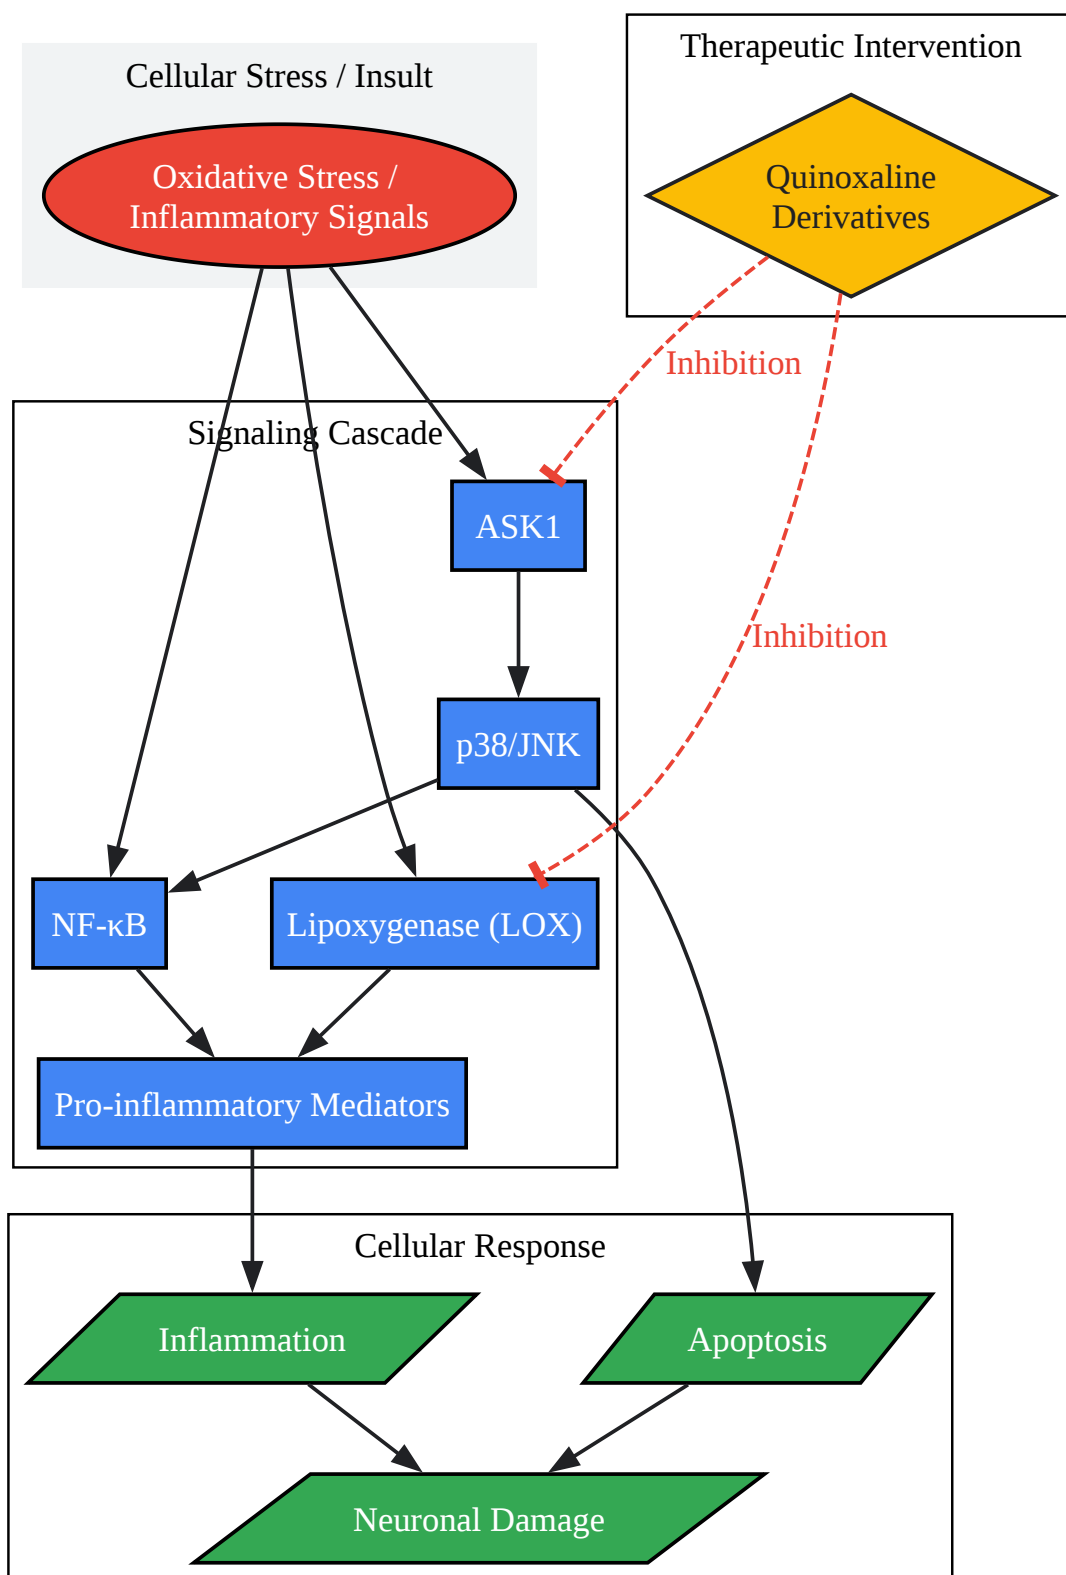 Cellular Stress / Insult
Oxidative Stress /
Inflammatory Signals
Therapeutic Intervention
Quinoxaline
Derivatives
Inhibition
Signaling Cascade
ASK1
Inhibition
p38/JNK
NF-κB
Lipoxygenase (LOX)
Pro-inflammatory Mediators
Cellular Response
Inflammation
Apoptosis
Neuronal Damage